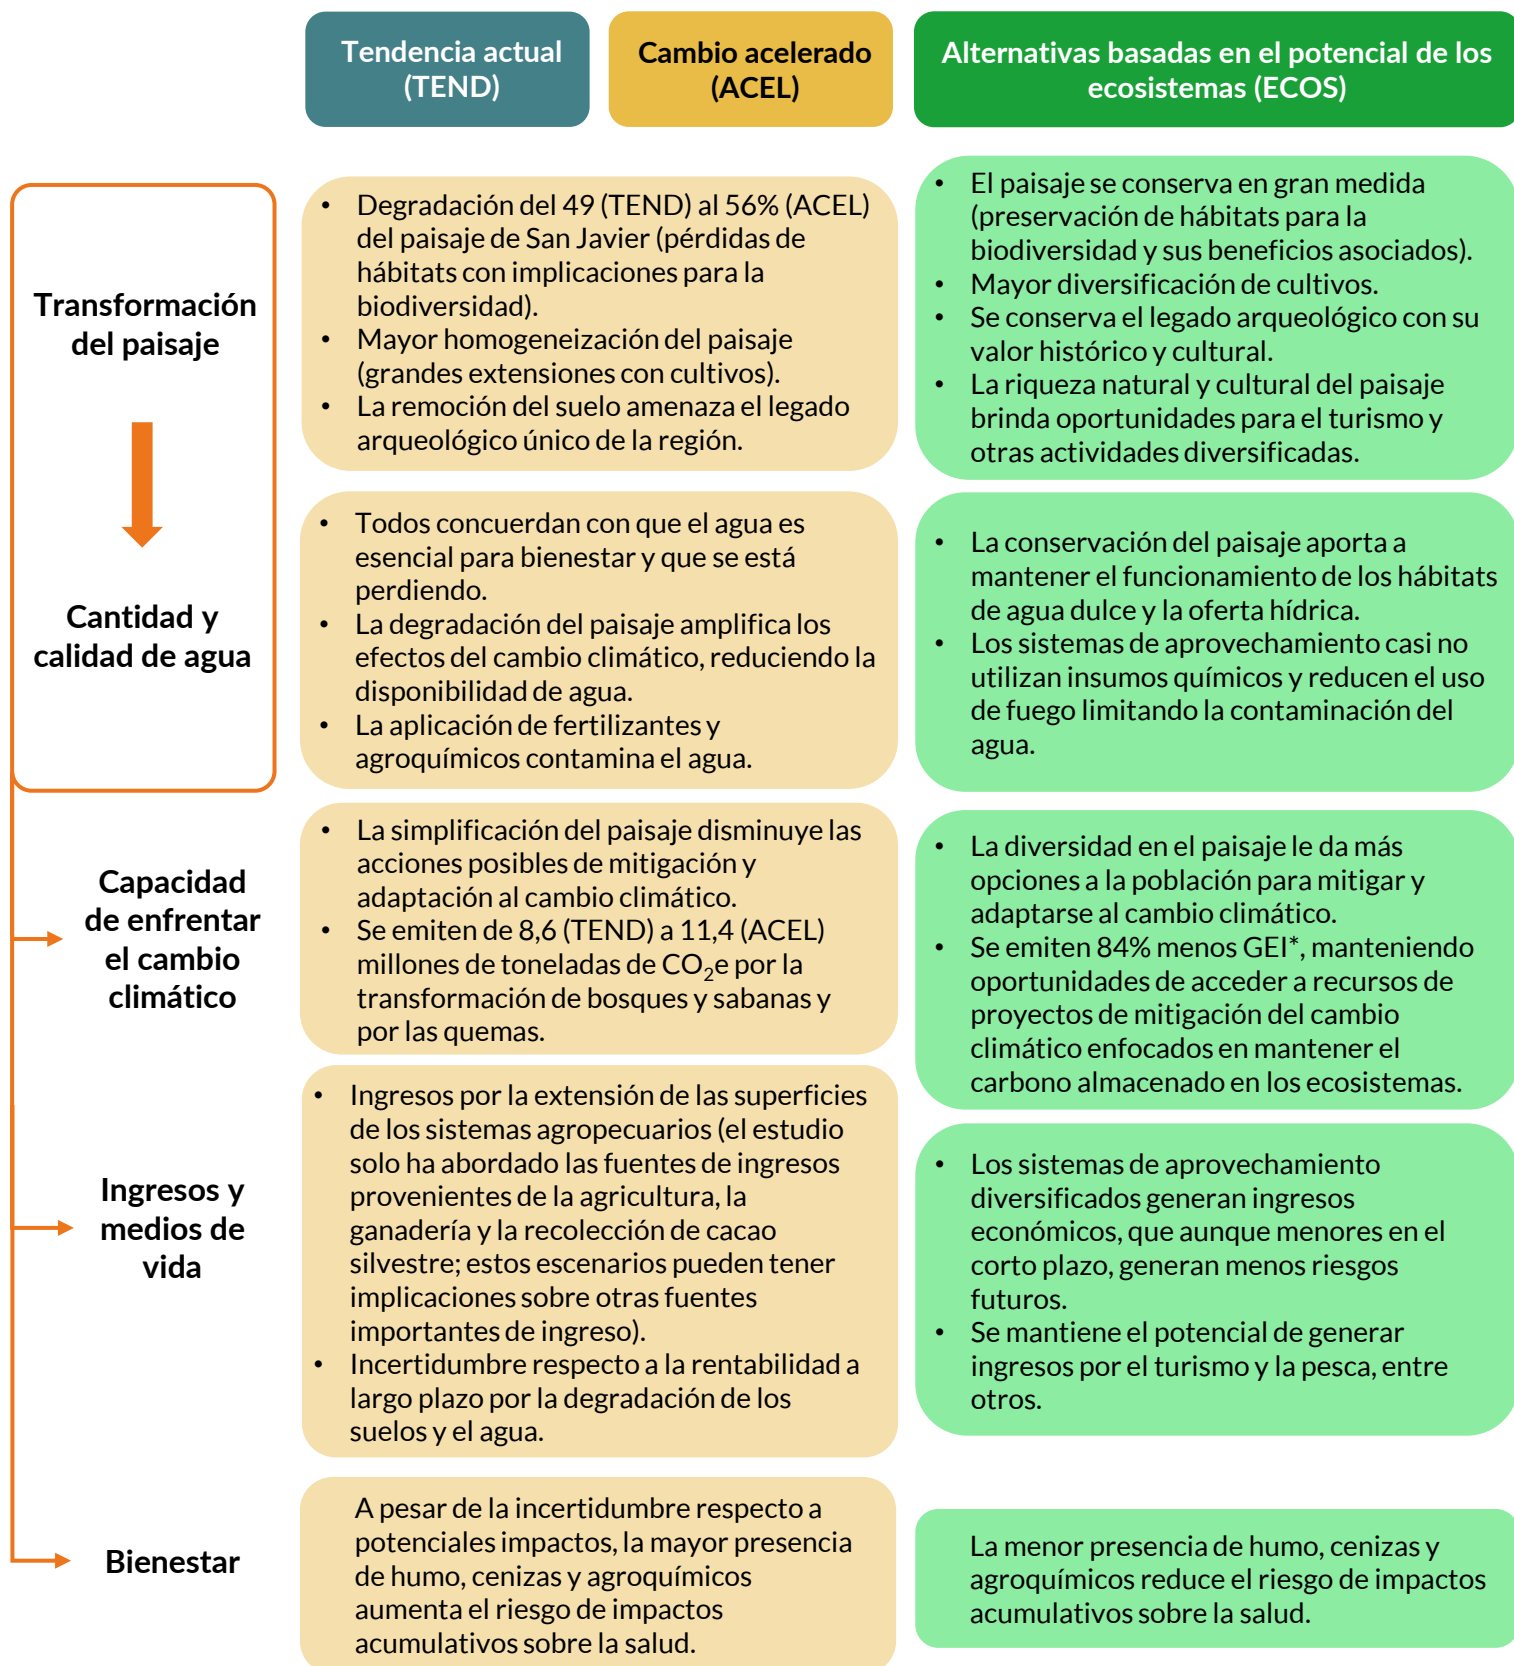 Tendencia actual
(TEND)
Cambio acelerado
(ACEL)
Alternativas basadas en el potencial de los
ecosistemas (ECOS)
Transformación
del paisaje
• Degradación del 49 (TEND) al 56% (ACEL)
del paisaje de San Javier (pérdidas de
hábitats con implicaciones para la
biodiversidad).
• Mayor homogeneización del paisaje
(grandes extensiones con cultivos).
• La remoción del suelo amenaza el legado
arqueológico único de la región.
• El paisaje se conserva en gran medida
(preservación de hábitats para la
biodiversidad y sus beneficios asociados).
• Mayor diversificación de cultivos.
• Se conserva el legado arqueológico con su
valor histórico y cultural.
• La riqueza natural y cultural del paisaje
brinda oportunidades para el turismo y
otras actividades diversificadas.
Cantidad y
calidad de agua
• Todos concuerdan con que el agua es
esencial para bienestar y que se está
perdiendo.
• La degradación del paisaje amplifica los
efectos del cambio climático, reduciendo la
disponibilidad de agua.
• La aplicación de fertilizantes y
agroquímicos contamina el agua.
• La conservación del paisaje aporta a
mantener el funcionamiento de los hábitats
de agua dulce y la oferta hídrica.
• Los sistemas de aprovechamiento casi no
utilizan insumos químicos y reducen el uso
de fuego limitando la contaminación del
agua.
Capacidad
de enfrentar
el cambio
climático
• La simplificación del paisaje disminuye las
acciones posibles de mitigación y
adaptación al cambio climático.
• Se emiten de 8,6 (TEND) a 11,4 (ACEL)
millones de toneladas de CO₂e por la
transformación de bosques y sabanas y
por las quemas.
• La diversidad en el paisaje le da más
opciones a la población para mitigar y
adaptarse al cambio climático.
• Se emiten 84% menos GEI*, manteniendo
oportunidades de acceder a recursos de
proyectos de mitigación del cambio
climático enfocados en mantener el
carbono almacenado en los ecosistemas.
Ingresos y
medios de
vida
• Ingresos por la extensión de las superficies
de los sistemas agropecuarios (el estudio
solo ha abordado las fuentes de ingresos
provenientes de la agricultura, la
ganadería y la recolección de cacao
silvestre; estos escenarios pueden tener
implicaciones sobre otras fuentes
importantes de ingreso).
• Incertidumbre respecto a la rentabilidad a
largo plazo por la degradación de los
suelos y el agua.
• Los sistemas de aprovechamiento
diversificados generan ingresos
económicos, que aunque menores en el
corto plazo, generan menos riesgos
futuros.
• Se mantiene el potencial de generar
ingresos por el turismo y la pesca, entre
otros.
Bienestar
A pesar de la incertidumbre respecto a
potenciales impactos, la mayor presencia
de humo, cenizas y agroquímicos
aumenta el riesgo de impactos
acumulativos sobre la salud.
La menor presencia de humo, cenizas y
agroquímicos reduce el riesgo de impactos
acumulativos sobre la salud.